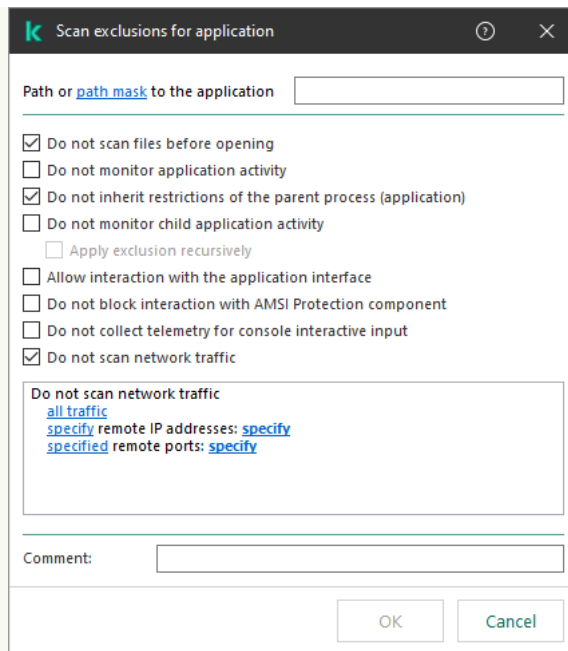 Scan exclusions for application
Path or path mask to the application
Do not scan files before opening
Do not monitor application activity
Do not inherit restrictions of the parent process (application)
Do not monitor child application activity
Apply exclusion recursively
Allow interaction with the application interface
Do not block interaction with AMSI Protection component
Do not collect telemetry for console interactive input
Do not scan network traffic
Do not scan network traffic
all traffic
specify remote IP addresses: specify
specified remote ports: specify
Comment:
OK Cancel